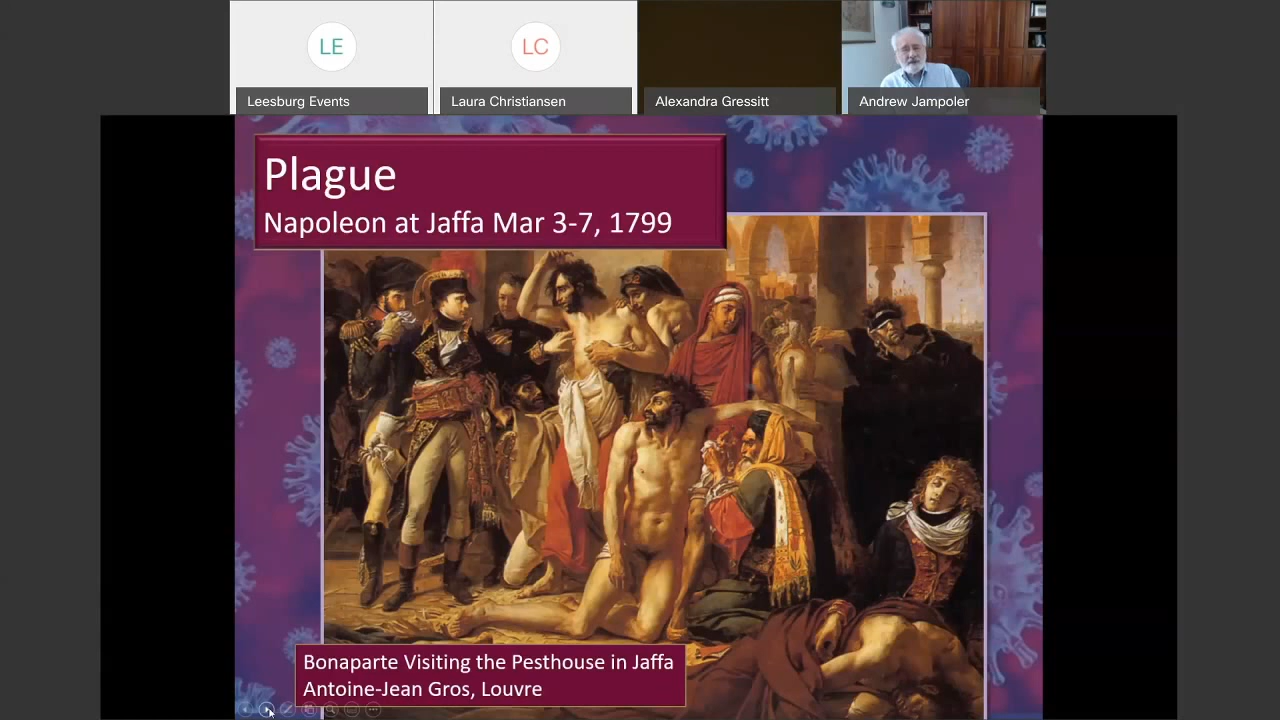 LE
LC
Leesburg Events
Laura Christiansen
Alexandra Gressitt
Andrew Jampoler
Plague
Napoleon at Jaffa Mar 3-7, 1799
Bonaparte Visiting the Pesthouse in Jaffa
Antoine-Jean Gros, Louvre